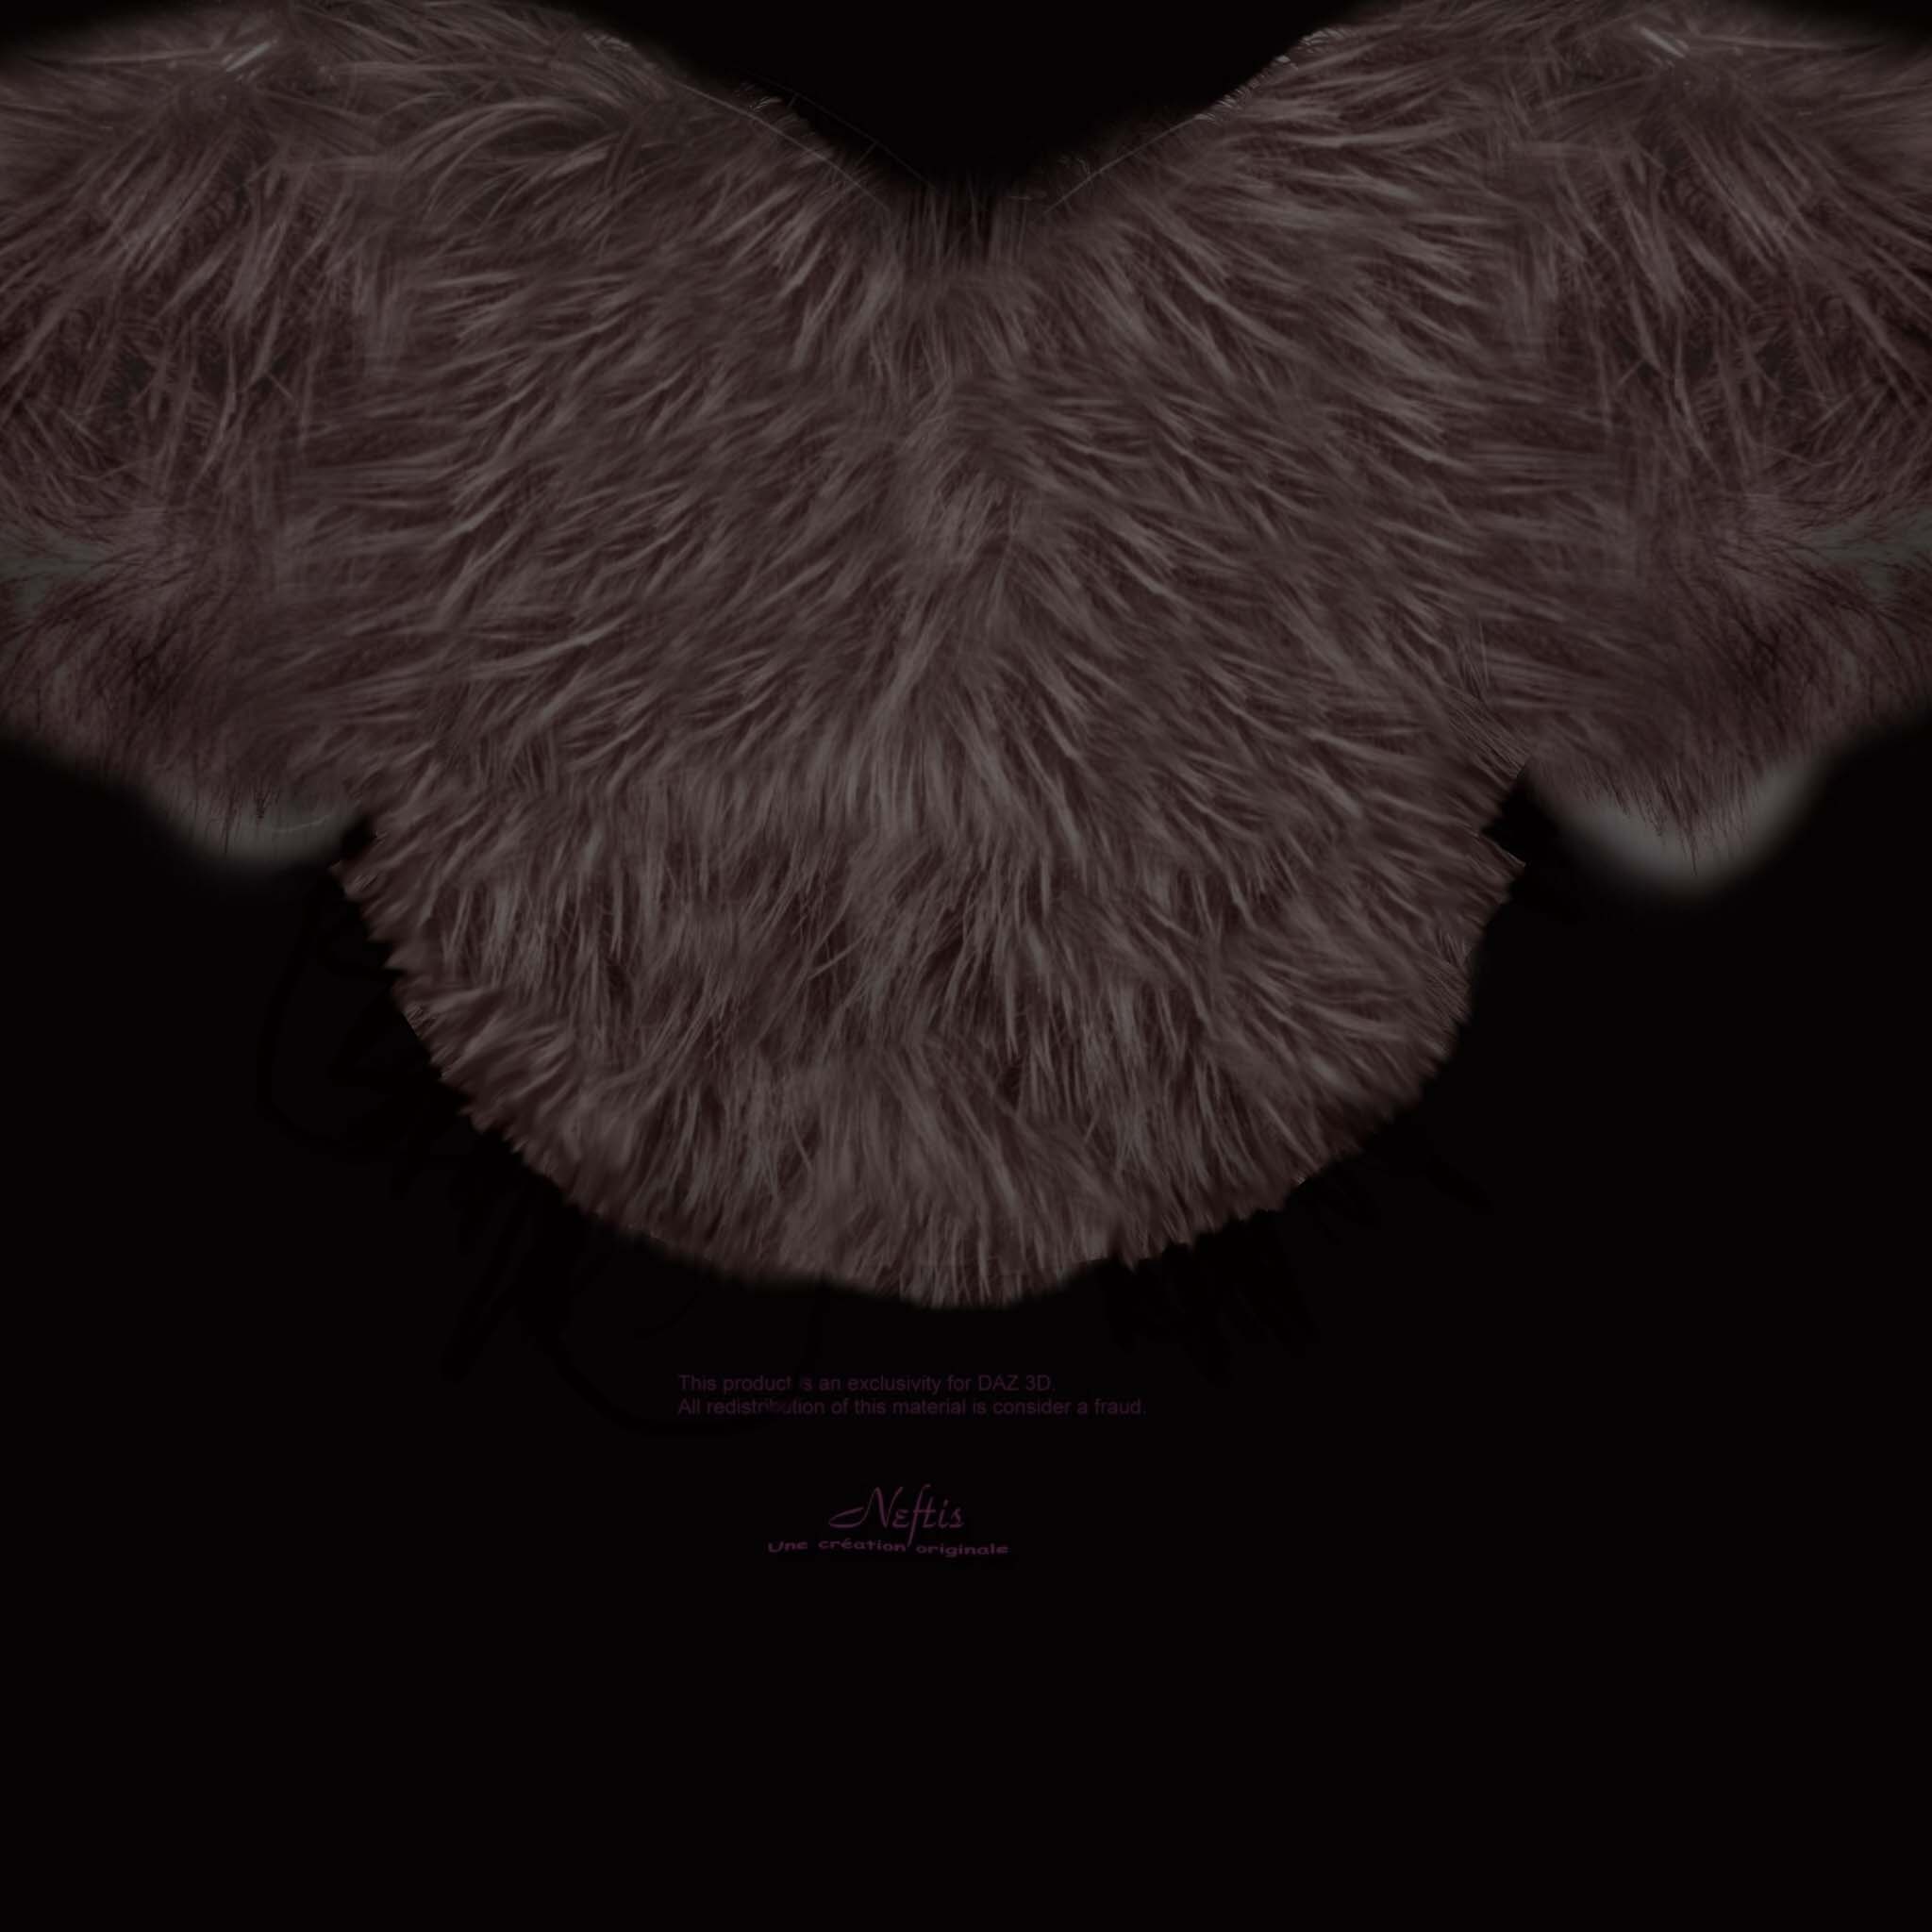 This product is an exclusivity for DAZ 3D.
All redistribution of this material is consider a fraud.
Neftis
Une création originale